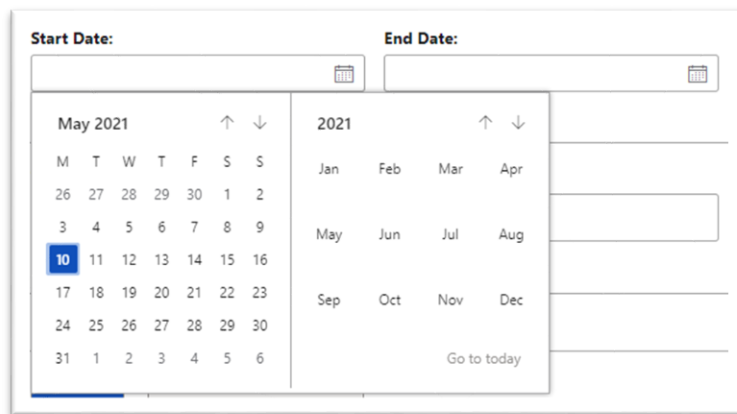 Start Date: End Date:
May 2021 2021
M T W T F S S
Jan Feb Mar Apr
26 27 28 29 30 1 2
3 4 5 6 7 8 9
May Jun Jul Aug
10 11 12 13 14 15 16
17 18 19 20 21 22 23
Sep Oct Nov Dec
24 25 26 27 28 29 30
31 1 2 3 4 5 6
Go to today